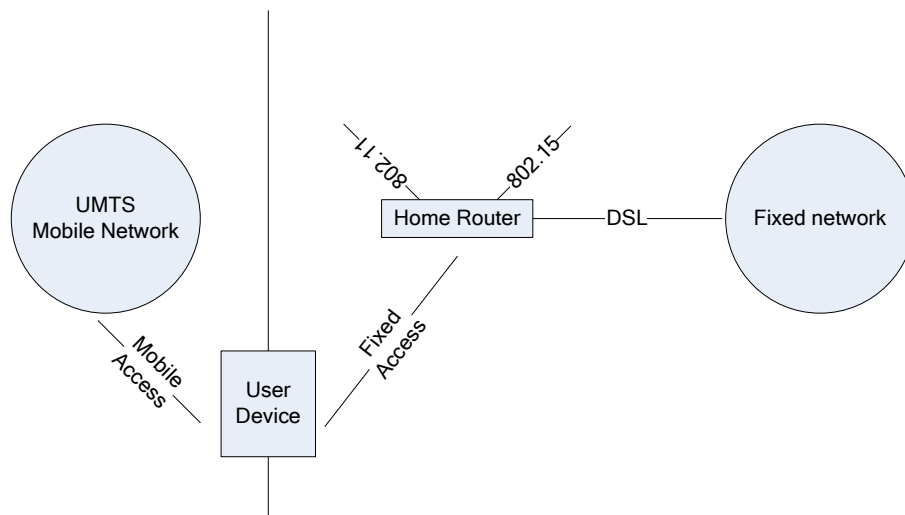 UMTS
Mobile Network
802.11
802.15
Home Router
DSL
Fixed network
Mobile
Access
Fixed
Access
User
Device